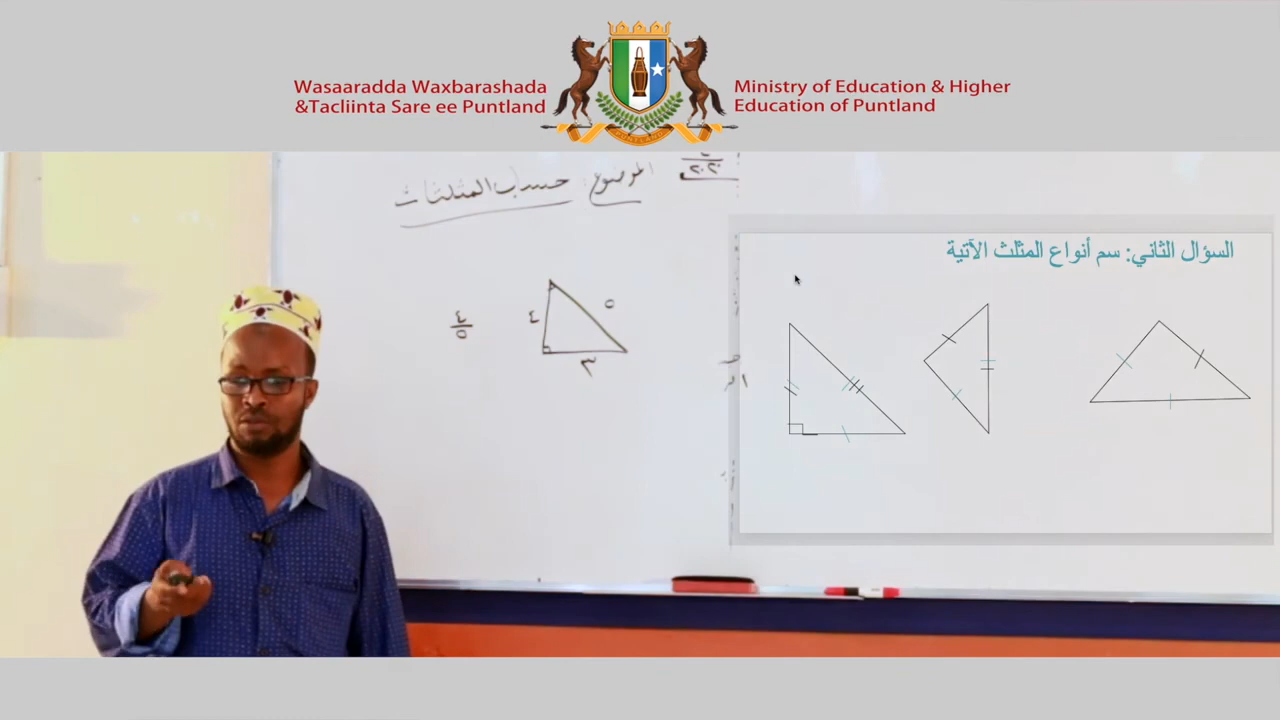 Wasaaradda Waxbarashada
&Tacliinta Sare ee Puntland
Ministry of Education & Higher
Education of Puntland
٢٠٢٠
الموضوع: حساب المثلثات
السؤال الثاني: سم أنواع المثلث الآتية
٤
٥
٣
٤
٥